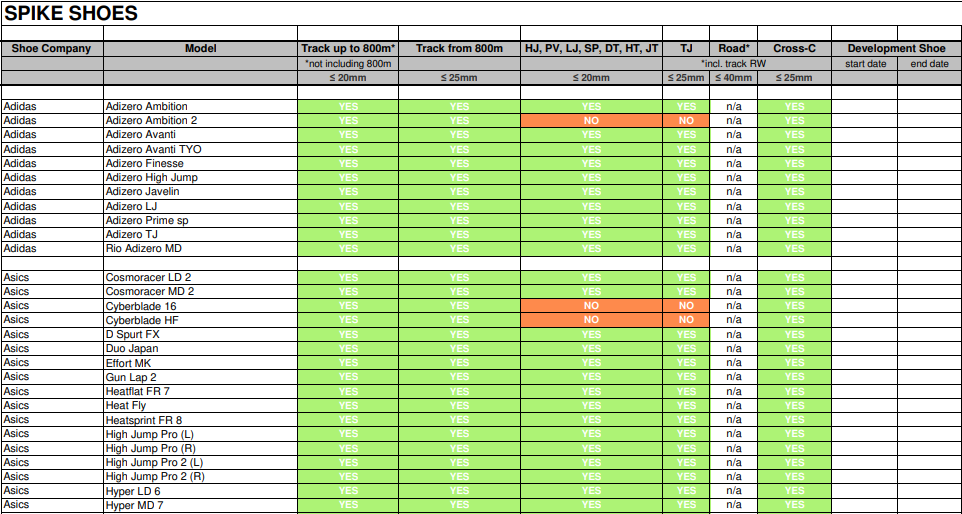 SPIKE SHOES
Shoe Company Model Track up to 800m* Track from 800m HJ, PV, LJ, SP, DT, HT, JT TJ Road* Cross-C Development Shoe
*not including 800m *incl. track RW start date end date
≤ 20mm ≤ 25mm ≤ 20mm ≤ 25mm ≤ 40mm ≤ 25mm
Adidas Adizero Ambition YES YES YES YES n/a YES
Adidas Adizero Ambition 2 YES YES NO NO n/a YES
Adidas Adizero Avanti YES YES YES YES n/a YES
Adidas Adizero Avanti TYO YES YES YES YES n/a YES
Adidas Adizero Finesse YES YES YES YES n/a YES
Adidas Adizero High Jump YES YES YES YES n/a YES
Adidas Adizero Javelin YES YES YES YES n/a YES
Adidas Adizero LJ YES YES YES YES n/a YES
Adidas Adizero Prime sp YES YES YES YES n/a YES
Adidas Adizero TJ YES YES YES YES n/a YES
Adidas Rio Adizero MD YES YES YES YES n/a YES
Asics Cosmoracer LD 2 YES YES YES YES n/a YES
Asics Cosmoracer MD 2 YES YES YES YES n/a YES
Asics Cyberblade 16 YES YES NO NO n/a YES
Asics Cyberblade HF YES YES NO NO n/a YES
Asics D Spurt FX YES YES YES YES n/a YES
Asics Duo Japan YES YES YES YES n/a YES
Asics Effort MK YES YES YES YES n/a YES
Asics Gun Lap 2 YES YES YES YES n/a YES
Asics Heatflat FR 7 YES YES YES YES n/a YES
Asics Heat Fly YES YES YES YES n/a YES
Asics Heatsprint FR 8 YES YES YES YES n/a YES
Asics High Jump Pro (L) YES YES YES YES n/a YES
Asics High Jump Pro (R) YES YES YES YES n/a YES
Asics High Jump Pro 2 (L) YES YES YES YES n/a YES
Asics High Jump Pro 2 (R) YES YES YES YES n/a YES
Asics Hyper LD 6 YES YES YES YES n/a YES
Asics Hyper MD 7 YES YES YES YES n/a YES